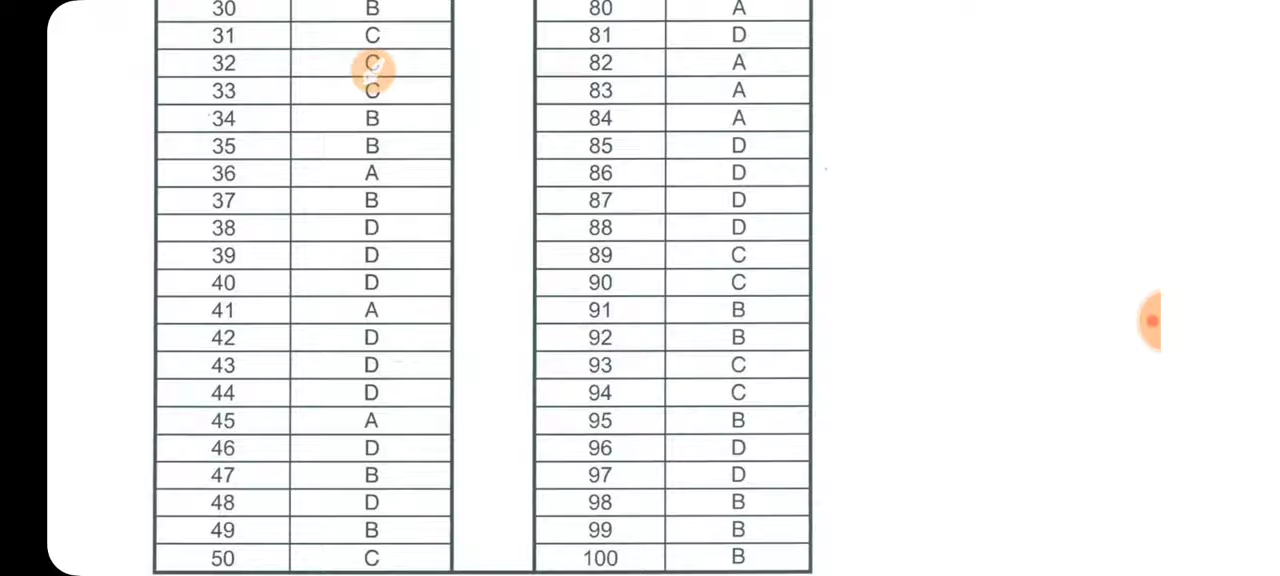 30 B 80 A
31 C 81 D
32 C 82 A
33 C 83 A
34 B 84 A
35 B 85 D
36 A 86 D
37 B 87 D
38 D 88 D
39 D 89 C
40 D 90 C
41 A 91 B
42 D 92 B
43 D 93 C
44 D 94 C
45 A 95 B
46 D 96 D
47 B 97 D
48 D 98 B
49 B 99 B
50 C 100 B